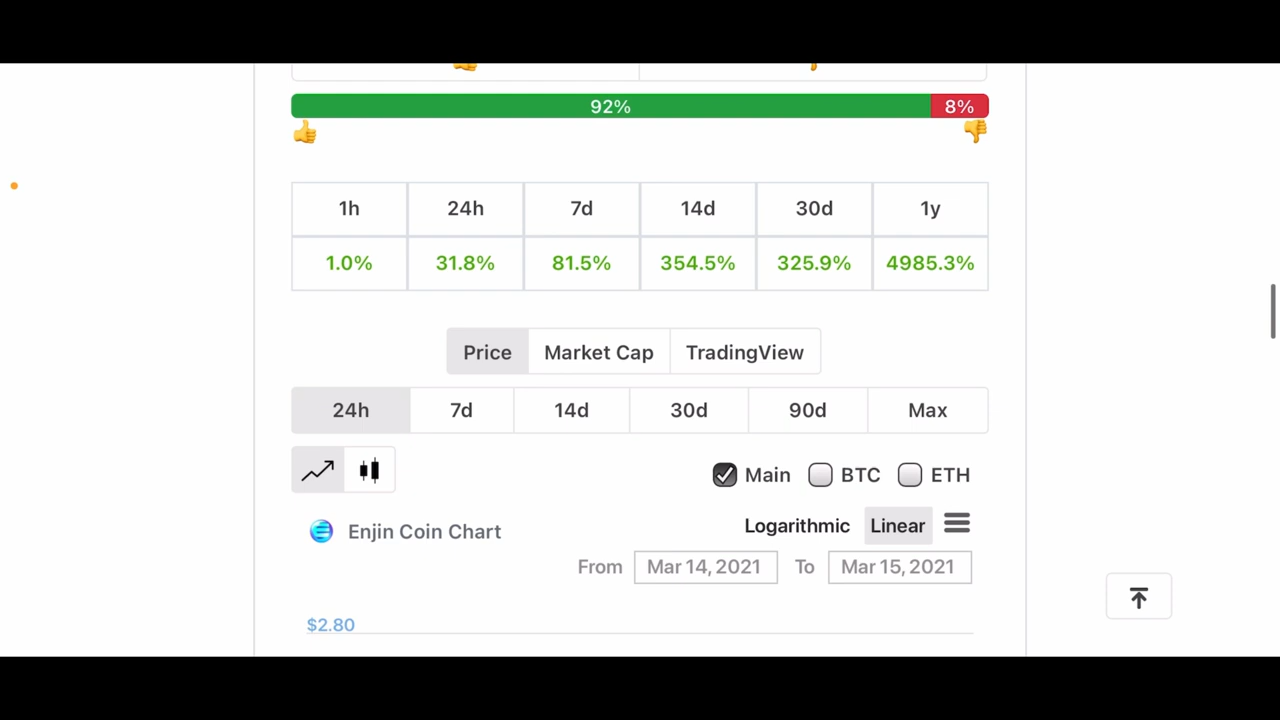 92% 8%
1h 24h 7d 14d 30d 1y
1.0% 31.8% 81.5% 354.5% 325.9% 4985.3%
Price Market Cap TradingView
24h 7d 14d 30d 90d Max
Main BTC ETH
Enjin Coin Chart Logarithmic Linear
From Mar 14, 2021 To Mar 15, 2021
$2.80